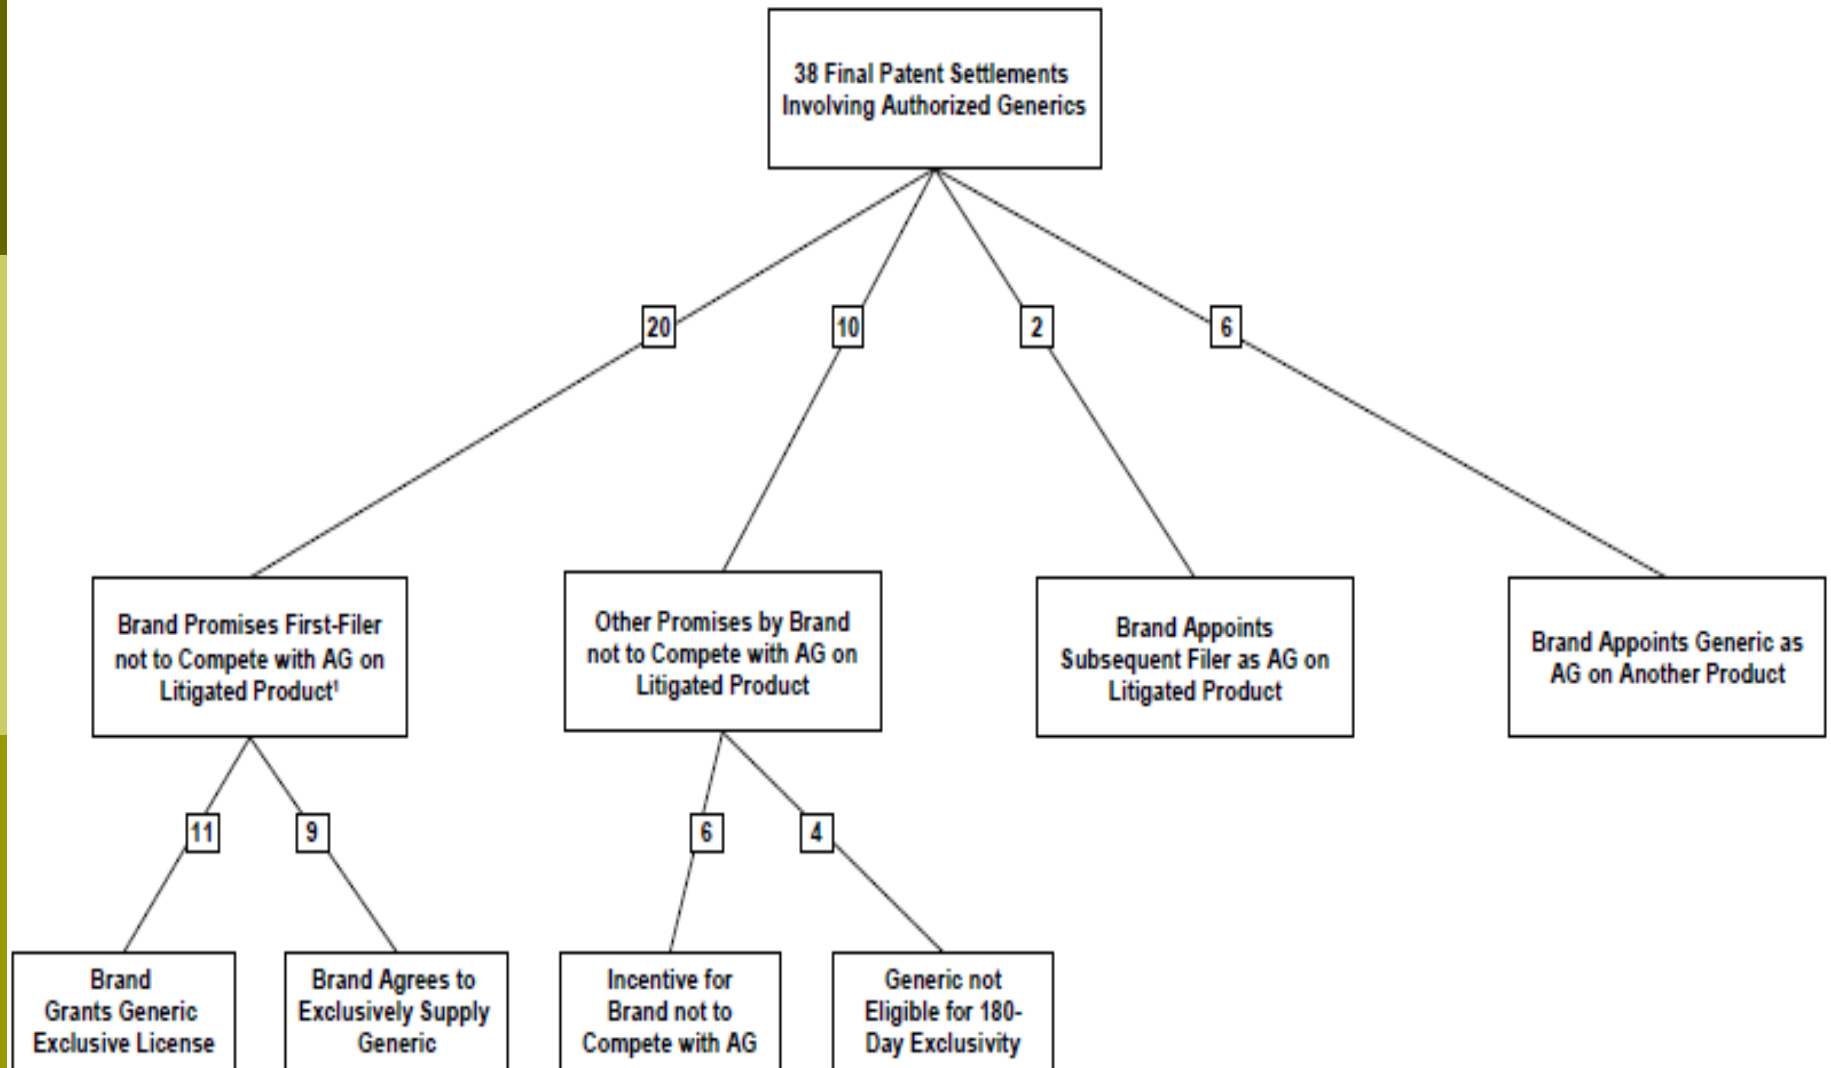 38 Final Patent Settlements
Involving Authorized Generics
20
10
2
6
Brand Promises First-Filer
not to Compete with AG on
Litigated Product¹
Other Promises by Brand
not to Compete with AG on
Litigated Product
Brand Appoints
Subsequent Filer as AG on
Litigated Product
Brand Appoints Generic as
AG on Another Product
11
9
6
4
Brand
Grants Generic
Exclusive License
Brand Agrees to
Exclusively Supply
Generic
Incentive for
Brand not to
Compete with AG
Generic not
Eligible for 180-
Day Exclusivity